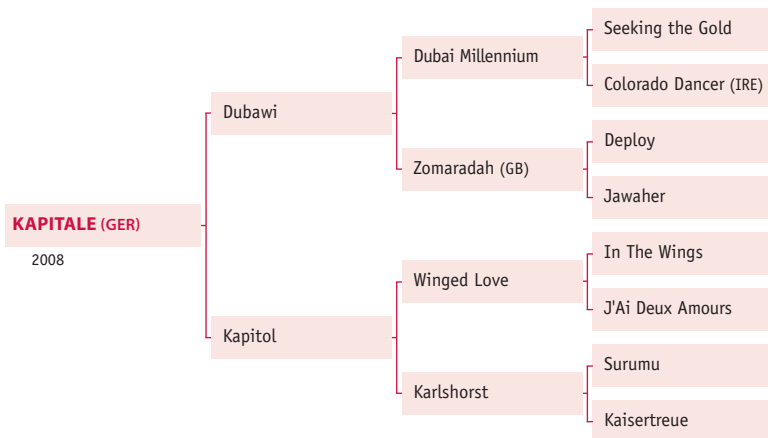 KAPITALE (GER)
2008
Dubawi
Kapitol
Dubai Millennium
Zomaradah (GB)
Winged Love
Karlshorst
Seeking the Gold
Colorado Dancer (IRE)
Deploy
Jawaher
In The Wings
J'Ai Deux Amours
Surumu
Kaisertreue